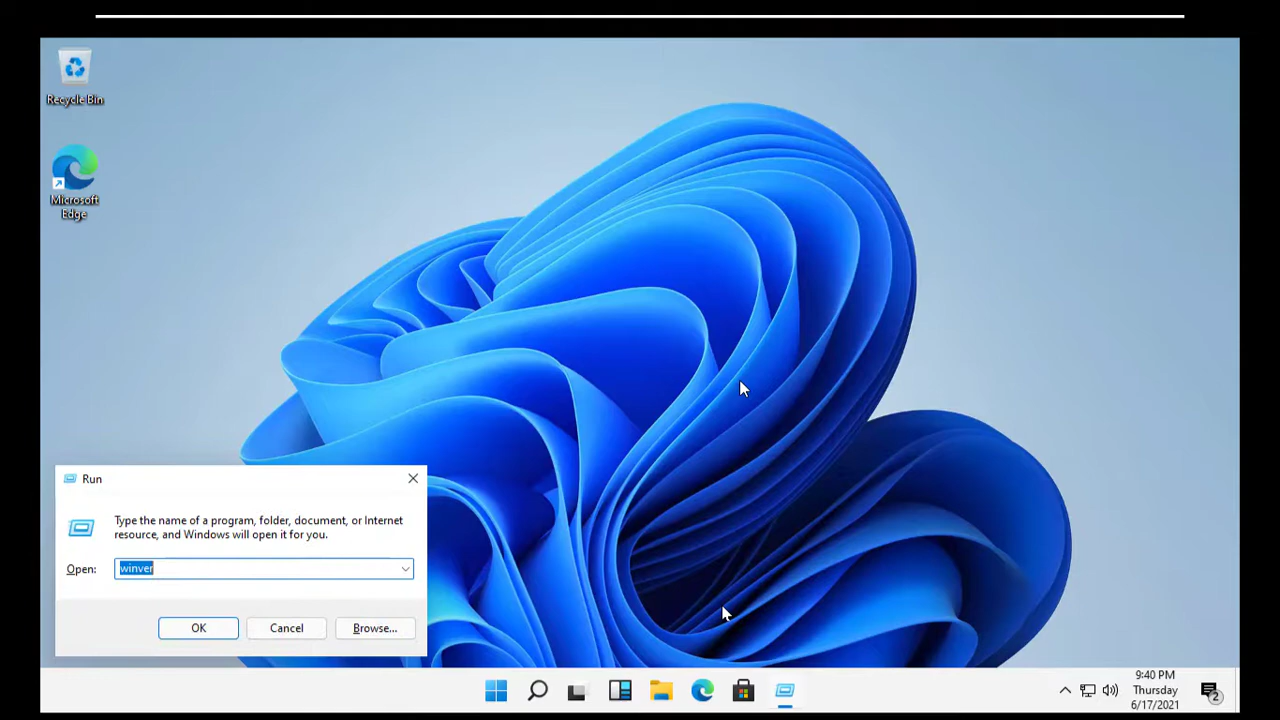 Recycle Bin
Microsoft
Edge
Run
Type the name of a program, folder, document, or Internet
resource, and Windows will open it for you.
Open:
winver
OK
Cancel
Browse...
9:40 PM
Thursday
6/17/2021
2